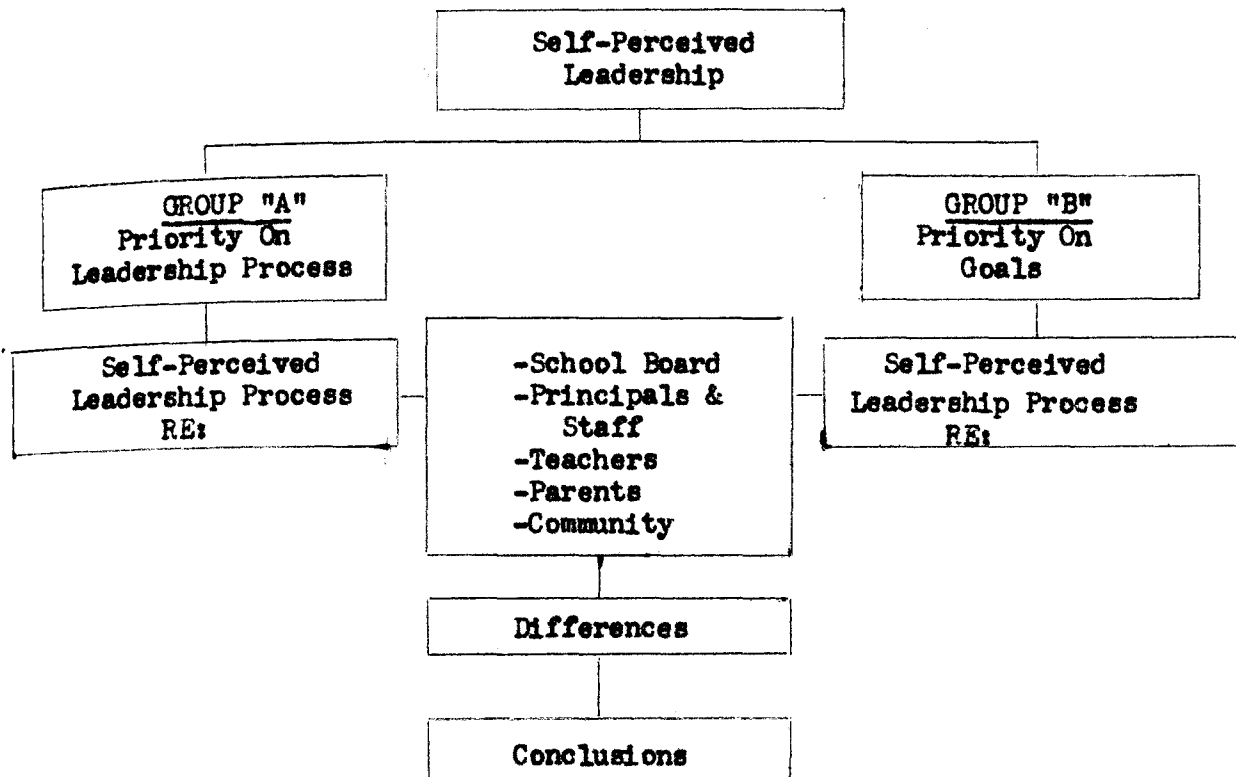 Self-Perceived
Leadership
GROUP "A"
Priority On
Leadership Process
GROUP "B"
Priority On
Goals
Self-Perceived
Leadership Process
RE:
-School Board
-Principals &
Staff
-Teachers
-Parents
-Community
Self-Perceived
Leadership Process
RE:
Differences
Conclusions